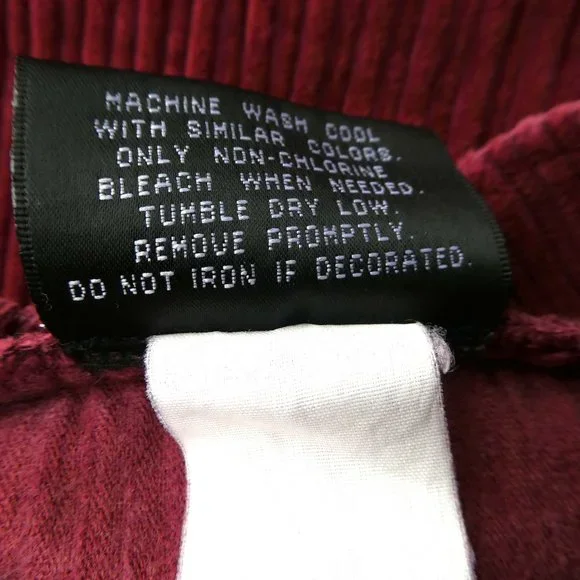 MACHINE WASH COOL
WITH SIMILAR COLORS.
ONLY NON-CHLORINE
BLEACH WHEN NEEDED.
TUMBLE DRY LOW.
REMOVE PROMPTLY.
DO NOT IRON IF DECORATED.